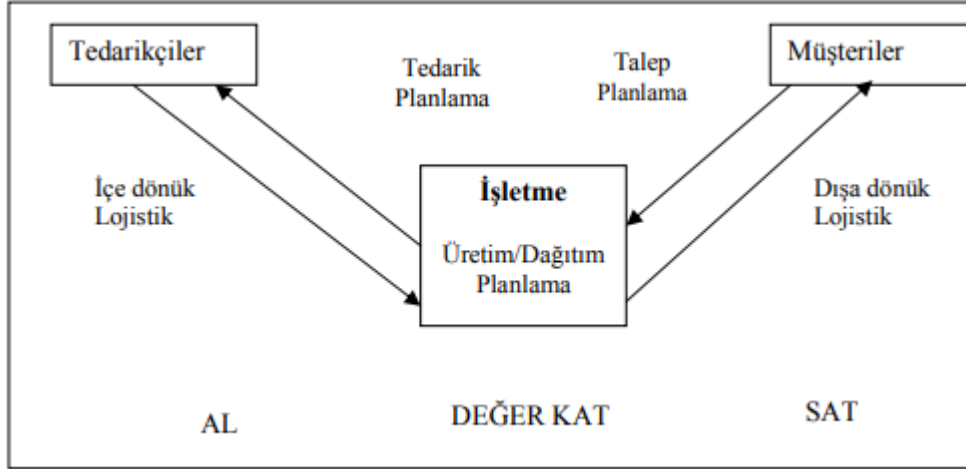 Tedarikçiler
Tedarik
Planlama
Talep
Planlama
Müşteriler
İçe dönük
Lojistik
İşletme
Üretim/Dağıtım
Planlama
Dışa dönük
Lojistik
AL
DEĞER KAT
SAT